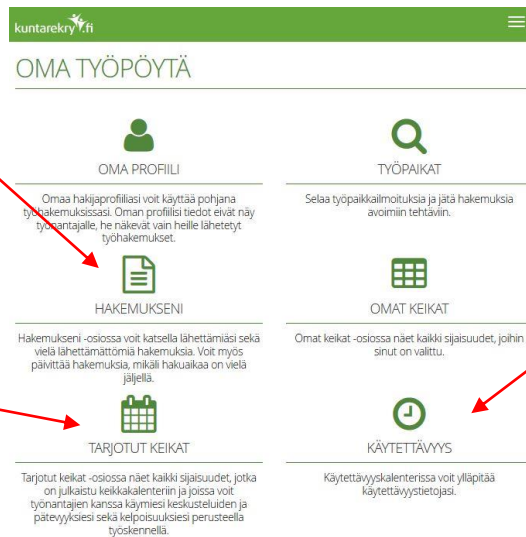 kuntarekry.fi
OMA TYÖPÖYTÄ
OMA PROFIILI
Omaa hakijaprofiiliasi voit käyttää pohjana
työhakemuksissasi. Oman profiilisi tiedot eivät näy
työnantajalle, he näkevät vain heille lähetetyt
työhakemukset.
TYÖPAIKAT
Selaa työpaikkailmoituksia ja jätä hakemuksia
avoimiin tehtäviin.
HAKEMUKSENI
Hakemukseni -osiossa voit katsella lähettämiäsi sekä
vielä lähettämättömiä hakemuksia. Voit myös
päivittää hakemuksia, mikäli hakuaikaa on vielä
jäljellä.
OMAT KEIKAT
Omat keikat -osiossa näet kaikki sijaisuudet, joihin
sinut on valittu.
TARJOTUT KEIKAT
Tarjotut keikat -osiossa näet kaikki sijaisuudet, jotka
on julkaistu keikkakalenteriin ja joissa voit
työnantajien kanssa käymiesi keskusteluiden ja
pätevyyksiesi sekä kelpoisuuksiesi perusteella
työskennellä.
KÄYTETTÄVYYS
Käytettävyyskalenterissa voit ylläpitää
käytettävyystietojasi.